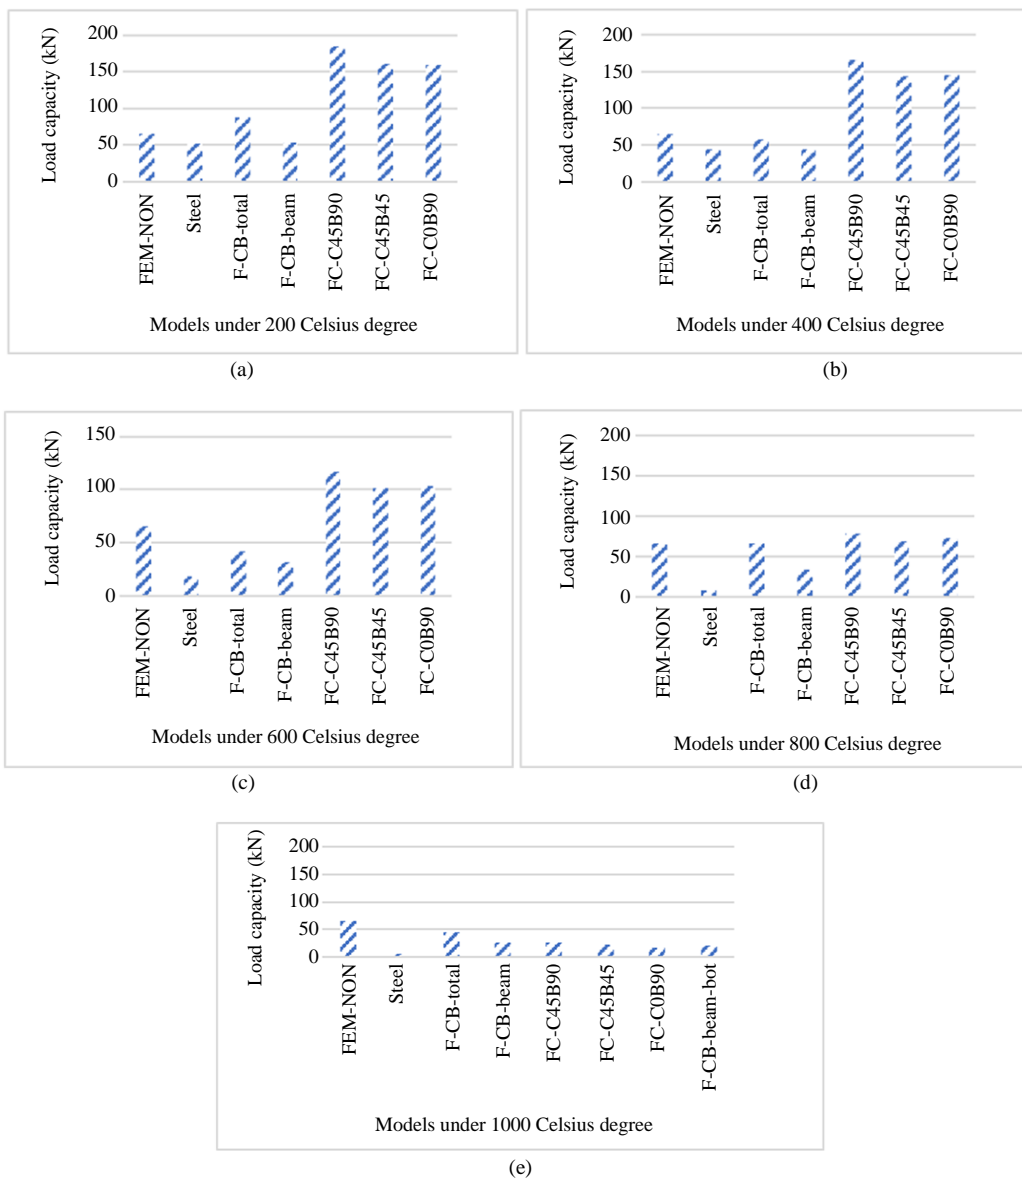 Load capacity (kN)
200
150
100
50
0
FEM-NON
Steel
F-CB-total
F-CB-beam
FC-C45B90
FC-C45B45
FC-C0B90
Models under 200 Celsius degree
(a)
Load capacity (kN)
200
150
100
50
0
FEM-NON
Steel
F-CB-total
F-CB-beam
FC-C45B90
FC-C45B45
FC-C0B90
Models under 400 Celsius degree
(b)
Load capacity (kN)
150
100
50
0
FEM-NON
Steel
F-CB-total
F-CB-beam
FC-C45B90
FC-C45B45
FC-C0B90
Models under 600 Celsius degree
(c)
Load capacity (kN)
200
150
100
50
0
FEM-NON
Steel
F-CB-total
F-CB-beam
FC-C45B90
FC-C45B45
FC-C0B90
Models under 800 Celsius degree
(d)
Load capacity (kN)
200
150
100
50
0
FEM-NON
Steel
F-CB-total
F-CB-beam
FC-C45B90
FC-C45B45
FC-C0B90
F-CB-beam-bot
Models under 1000 Celsius degree
(e)